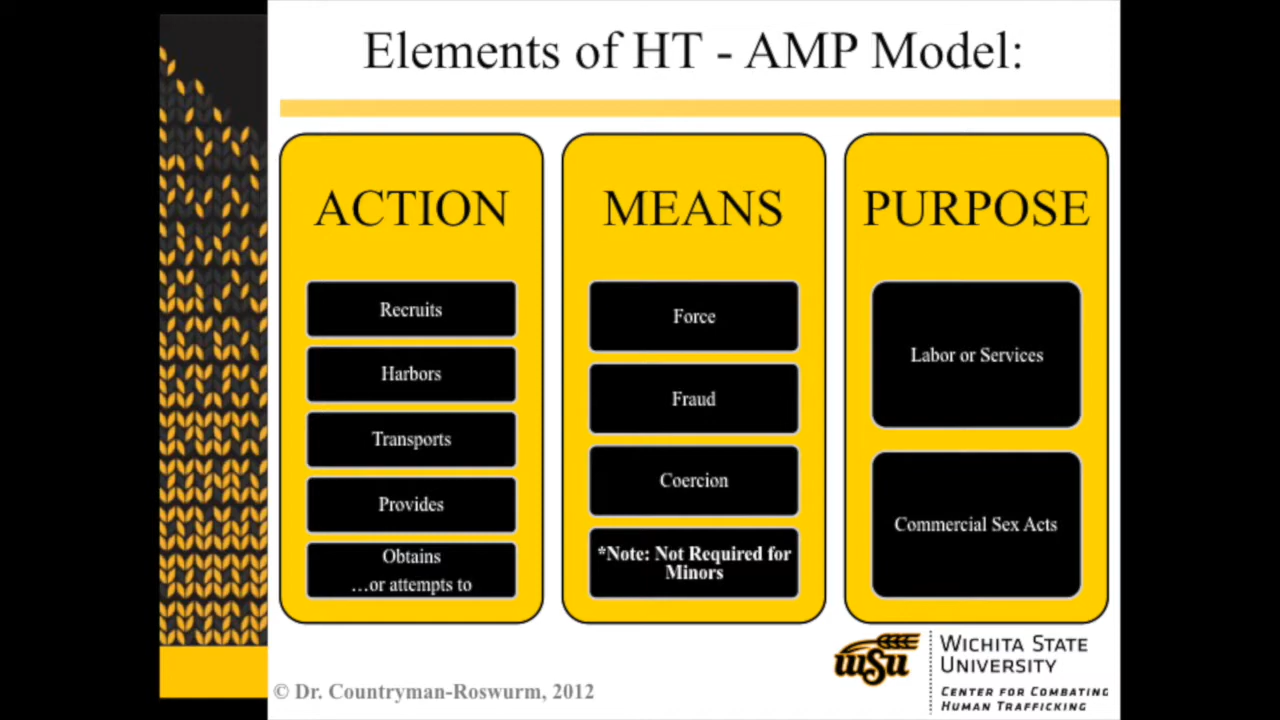 Elements of HT - AMP Model:
ACTION
Recruits
Harbors
Transports
Provides
Obtains
…or attempts to
MEANS
Force
Fraud
Coercion
*Note: Not Required for
Minors
PURPOSE
Labor or Services
Commercial Sex Acts
© Dr. Countryman-Roswurm, 2012
WSU
WICHITA STATE
UNIVERSITY
CENTER FOR COMBATING
HUMAN TRAFFICKING